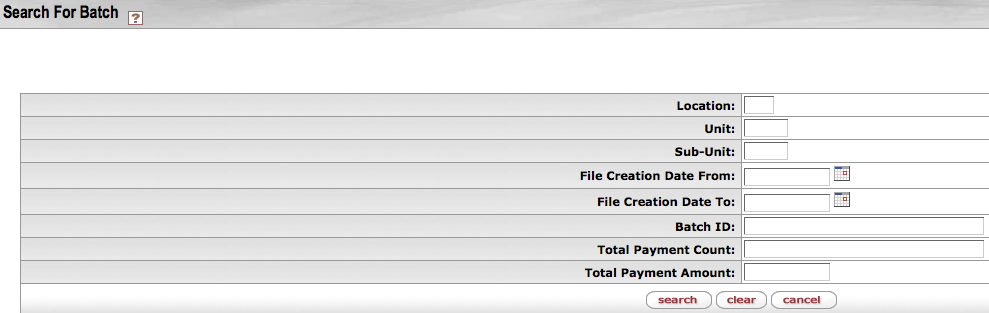 Search For Batch ?
Location:
Unit:
Sub-Unit:
File Creation Date From:
File Creation Date To:
Batch ID:
Total Payment Count:
Total Payment Amount:
search clear cancel